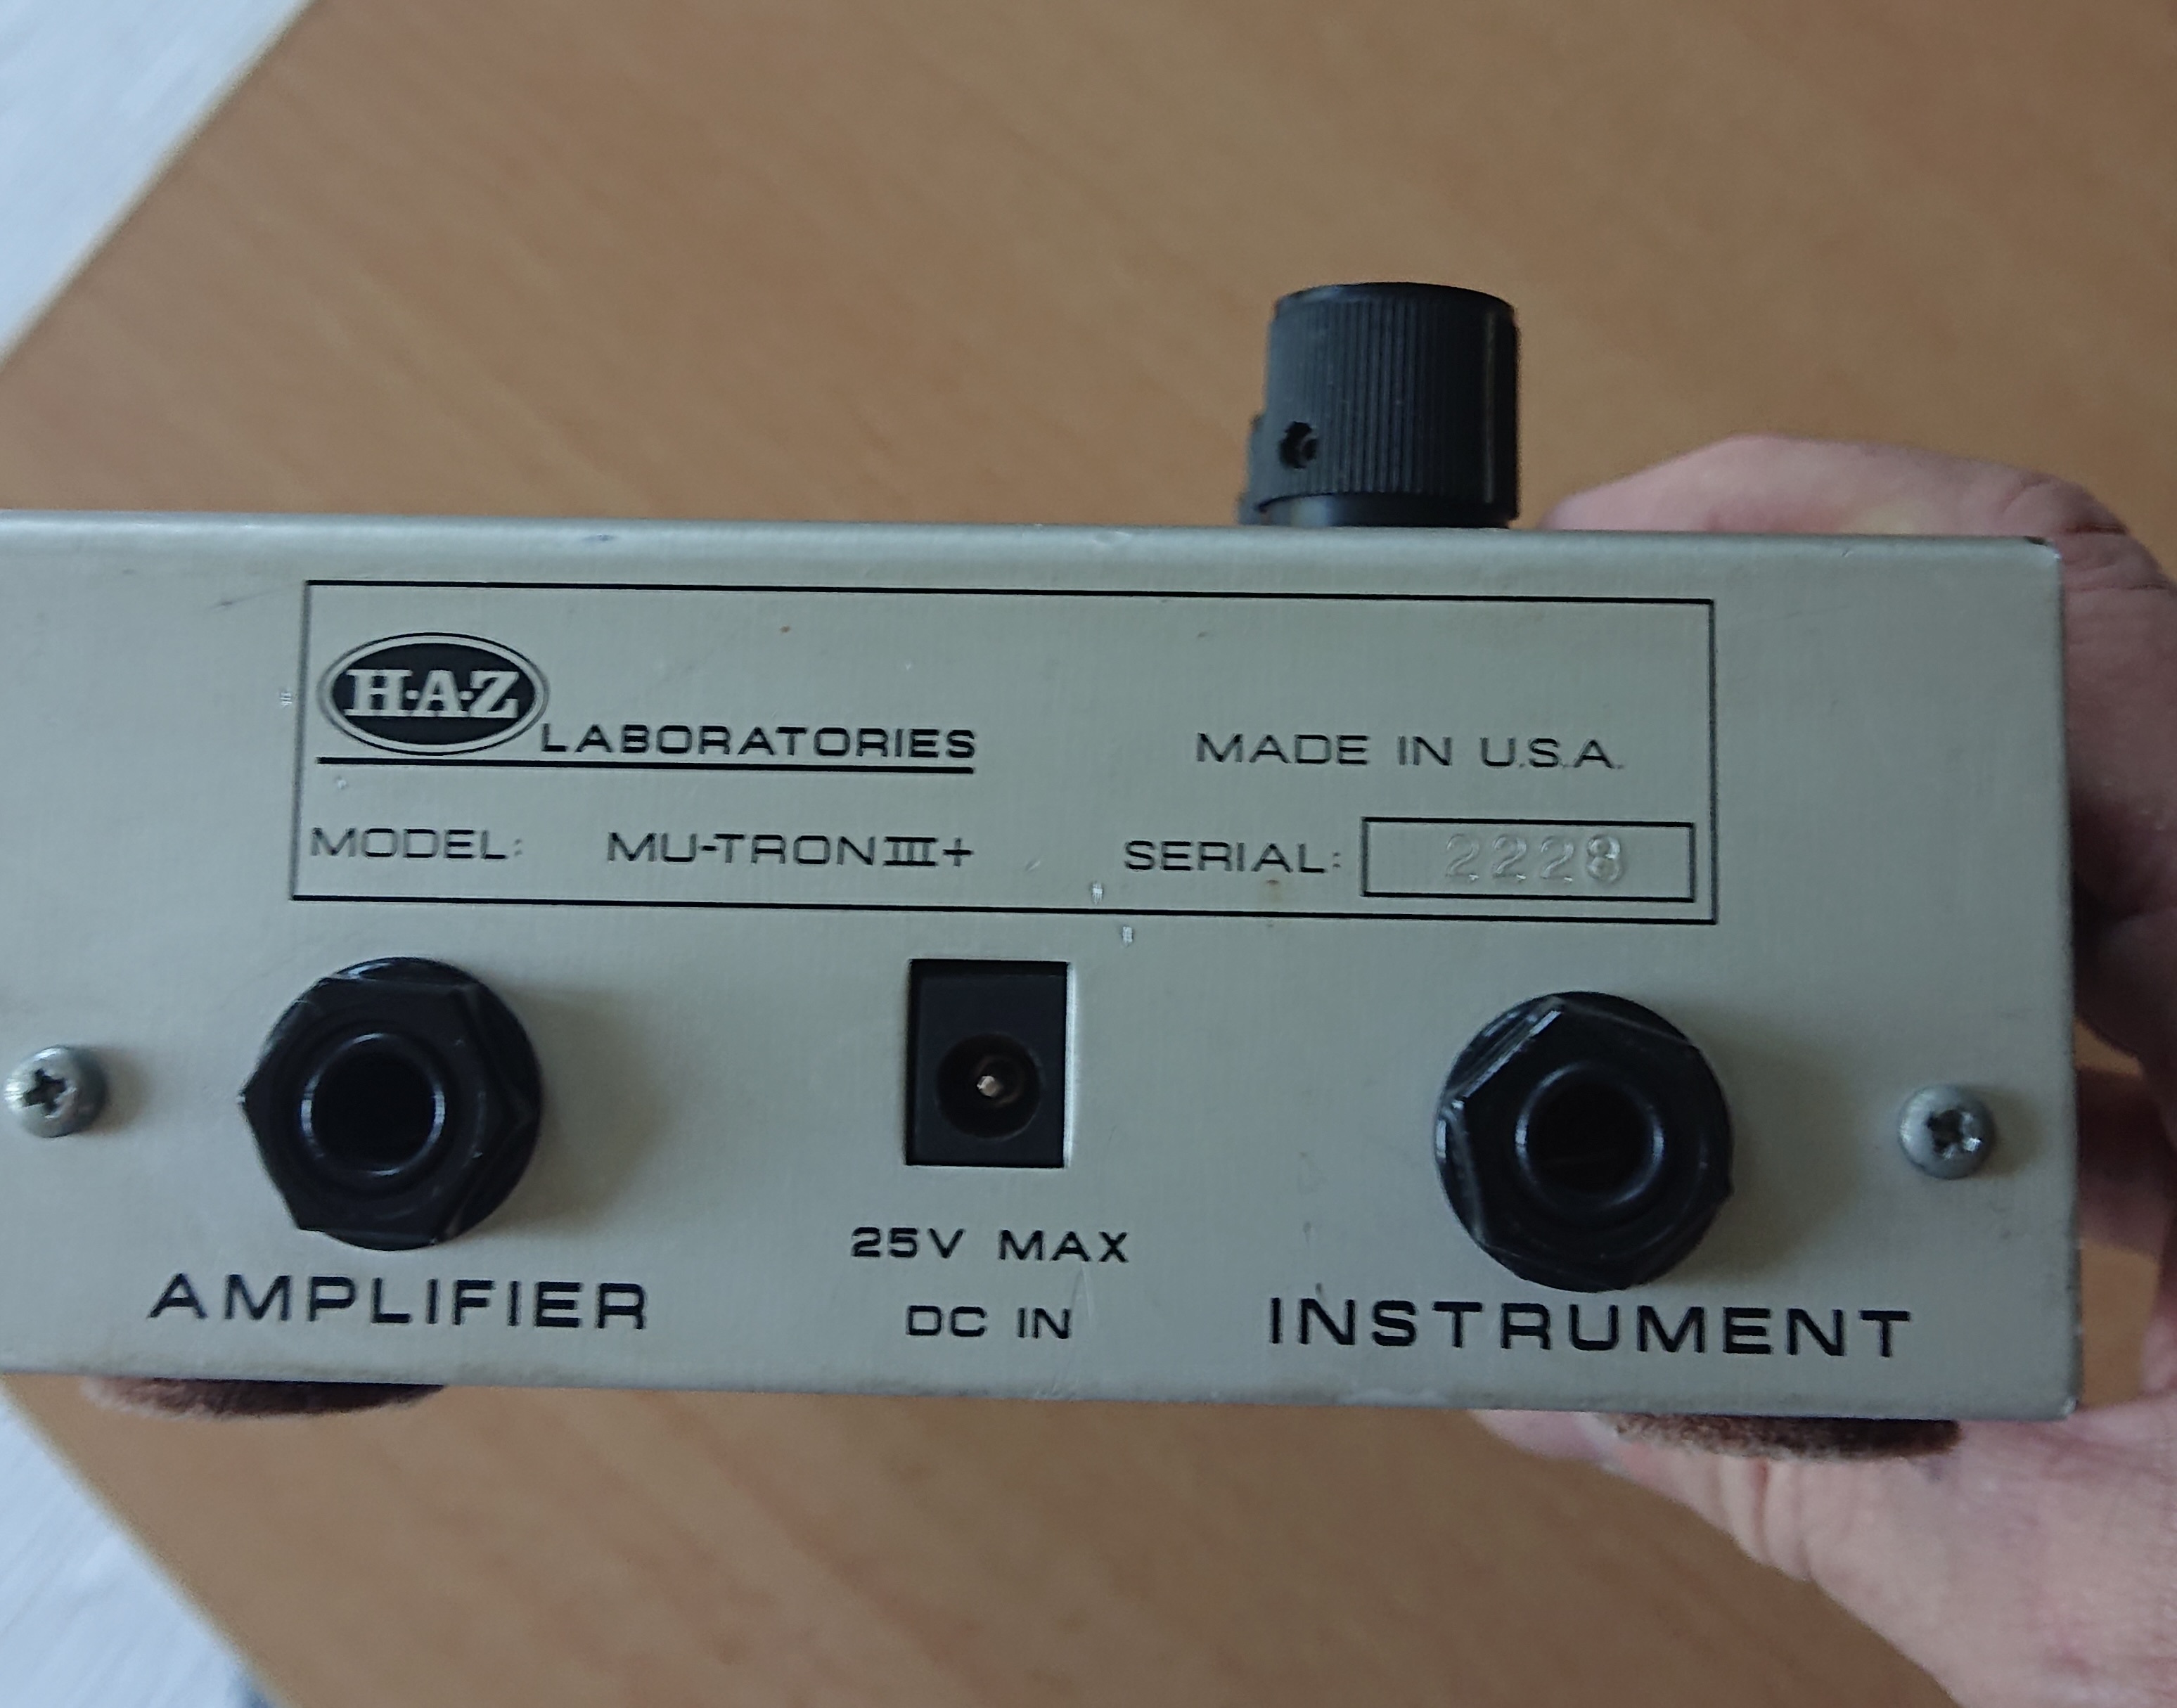 H·A·Z LABORATORIES
MADE IN U.S.A.
MODEL: MU-TRON III+
SERIAL: 2228
25V MAX
DC IN
AMPLIFIER
INSTRUMENT